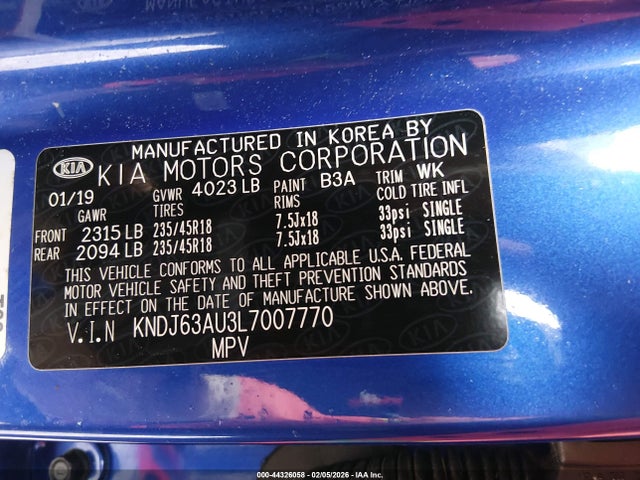 MANUFACTURED IN KOREA BY
KIA KIA MOTORS CORPORATION
01/19 GVWR 4023 LB PAINT B3A TRIM WK
GAWR TIRES RIMS COLD TIRE INFL
FRONT 2315 LB 235/45R18 7.5Jx18 33psi SINGLE
REAR 2094 LB 235/45R18 7.5Jx18 33psi SINGLE
THIS VEHICLE CONFORMS TO ALL APPLICABLE U.S.A. FEDERAL
MOTOR VEHICLE SAFETY AND THEFT PREVENTION STANDARDS
IN EFFECT ON THE DATE OF MANUFACTURE SHOWN ABOVE.
V.I.N KNDJ63AU3L7007770
MPV
000-44326058 - 02/05/2026 - IAA Inc.